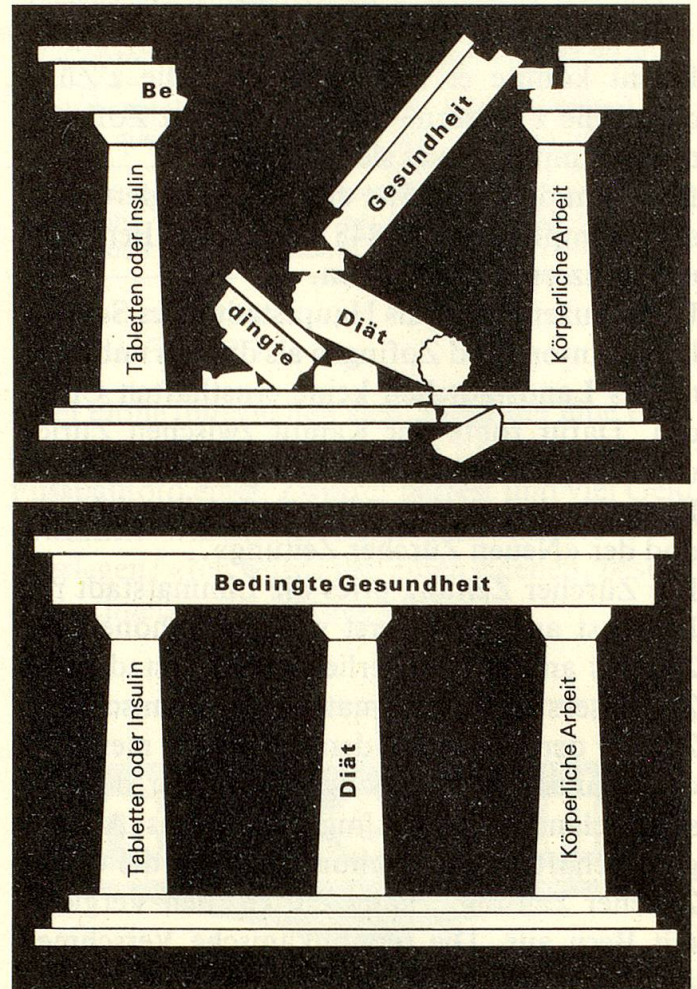 Be
Gesundheit
Tabletten oder Insulin
Körperliche Arbeit
dingte
Diät
Bedingte Gesundheit
Tabletten oder Insulin
Diät
Körperliche Arbeit